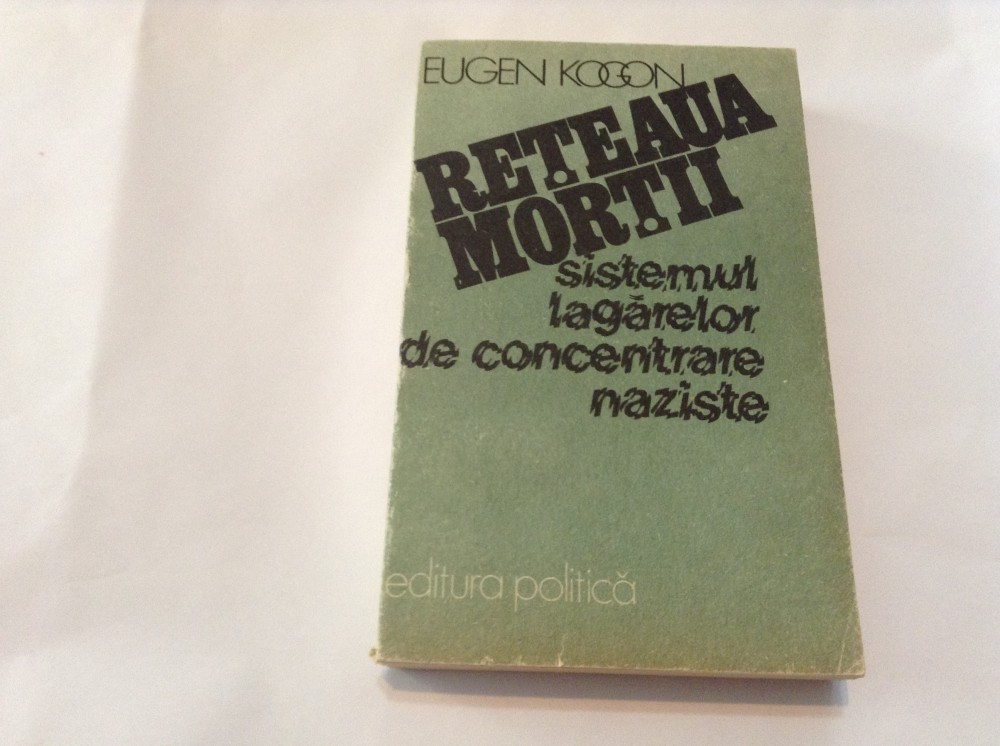 EUGEN KOGON
REȚEAUA
MORȚII
sistemul
lagărelor
de concentrare
naziste
editura politică